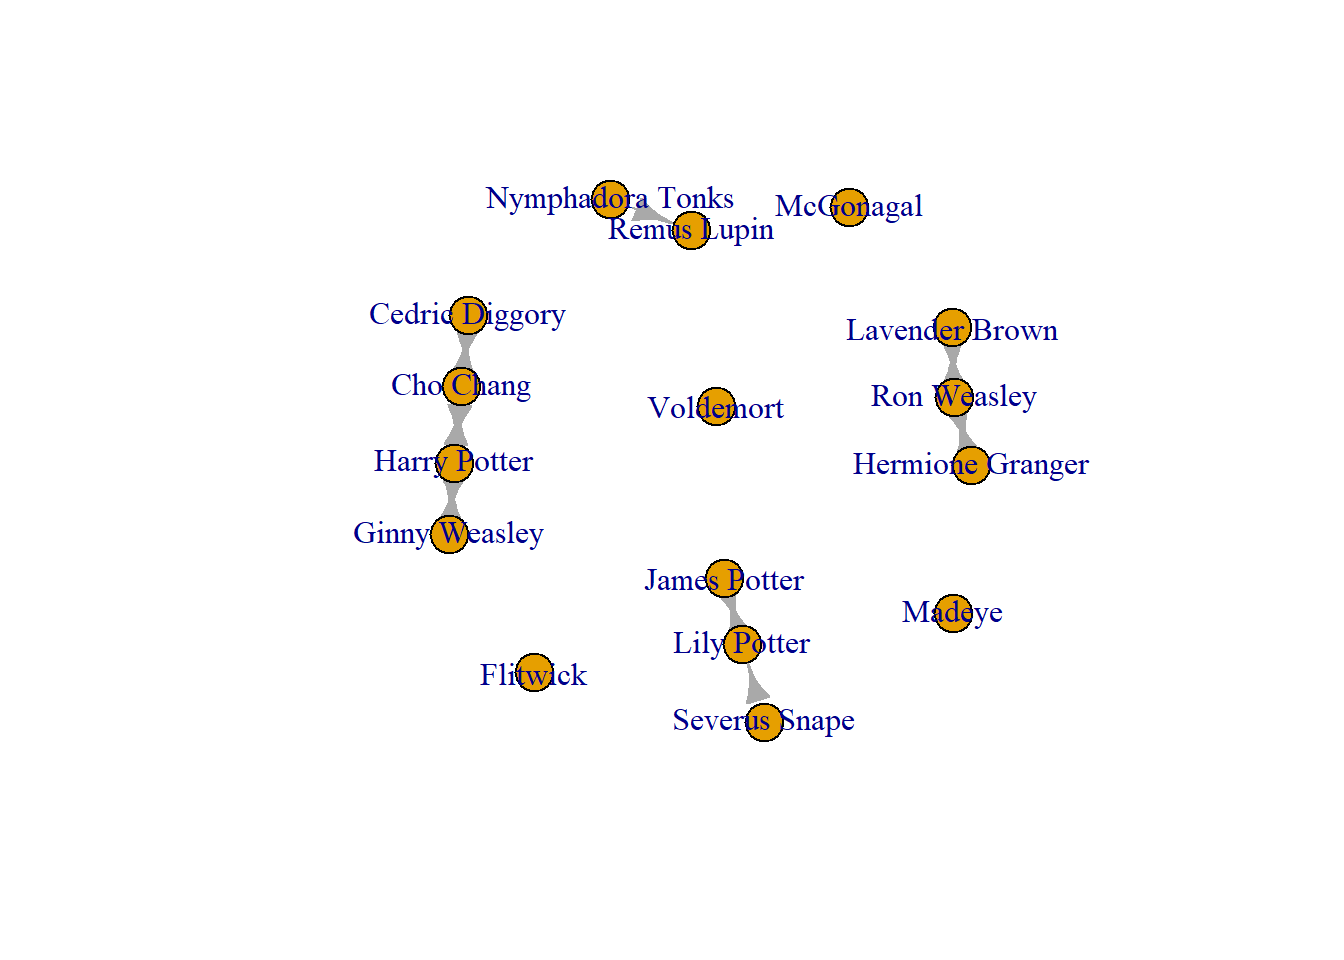 Nymphadora Tonks
McGonagal
Remus Lupin
Cedric Diggory
Lavender Brown
Cho Chang
Ron Weasley
Voldemort
Harry Potter
Hermione Granger
Ginny Weasley
James Potter
Madeye
Lily Potter
Flitwick
Severus Snape